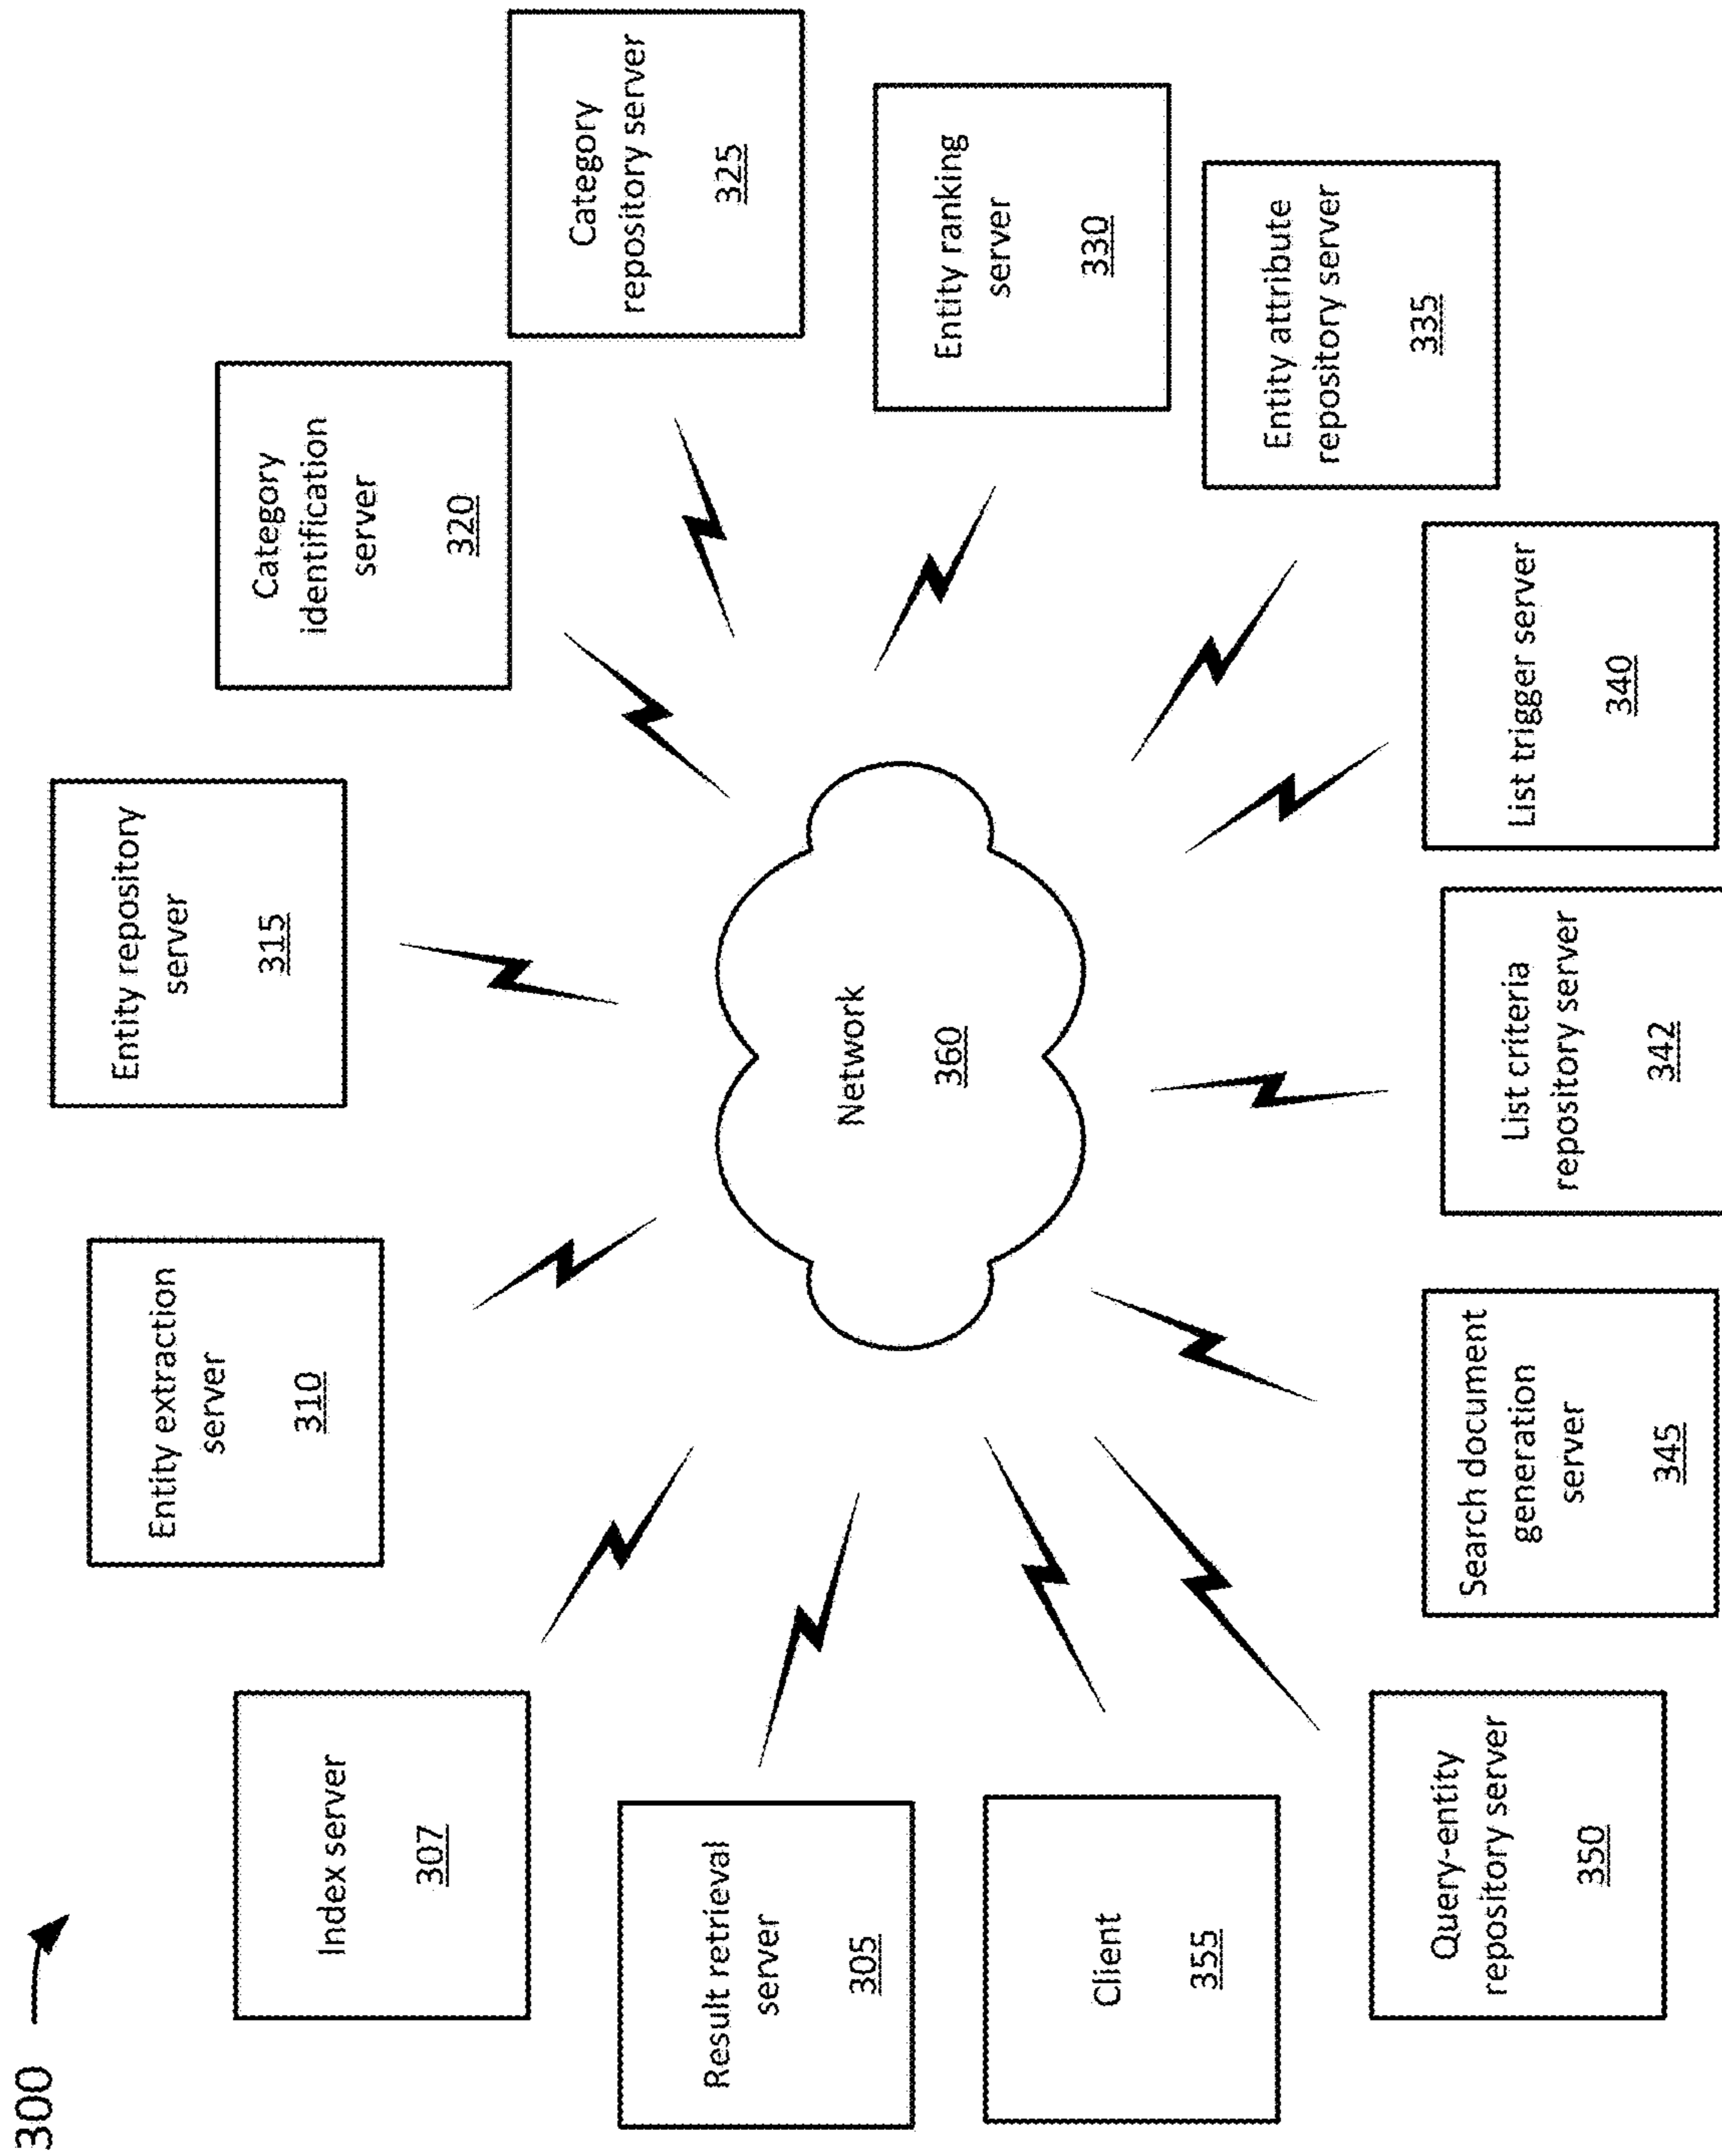 300
Index server
307
Entity extraction
server
310
Entity repository
server
315
Category
identification
server
320
Category
repository server
325
Result retrieval
server
305
Network
360
Entity ranking
server
330
Client
355
Entity attribute
repository server
335
Query-entity
repository server
350
Search document
generation
server
345
List criteria
repository server
342
List trigger server
340